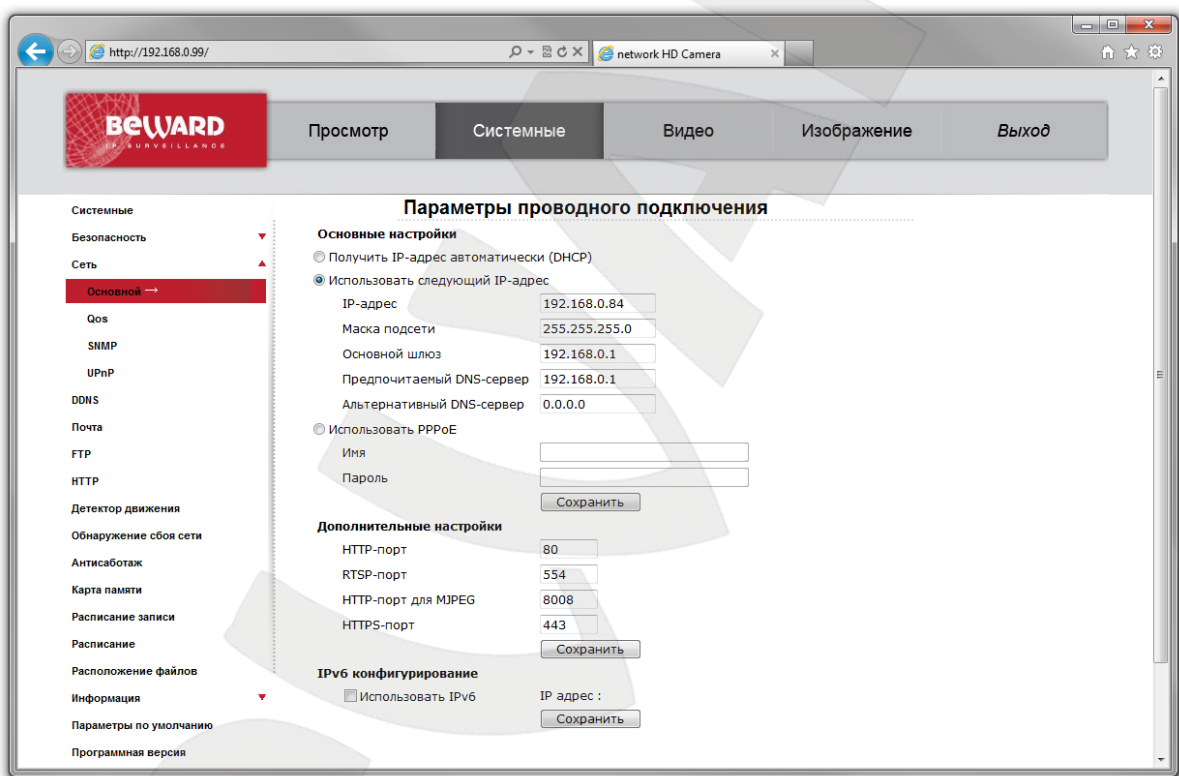 http://192.168.0.99/
network HD Camera
BEWARD
IP SURVEILLANCE
Просмотр
Системные
Видео
Изображение
Выход
Системные
Безопасность
Сеть
Основной →
Qos
SNMP
UPnP
DDNS
Почта
FTP
HTTP
Детектор движения
Обнаружение сбоя сети
Антисаботаж
Карта памяти
Расписание записи
Расписание
Расположение файлов
Информация
Параметры по умолчанию
Программная версия
Параметры проводного подключения
Основные настройки
Получить IP-адрес автоматически (DHCP)
Использовать следующий IP-адрес
IP-адрес 192.168.0.84
Маска подсети 255.255.255.0
Основной шлюз 192.168.0.1
Предпочитаемый DNS-сервер 192.168.0.1
Альтернативный DNS-сервер 0.0.0.0
Использовать PPPoE
Имя
Пароль
Сохранить
Дополнительные настройки
HTTP-порт 80
RTSP-порт 554
HTTP-порт для MJPEG 8008
HTTPS-порт 443
Сохранить
IPv6 конфигурирование
Использовать IPv6 IP адрес :
Сохранить